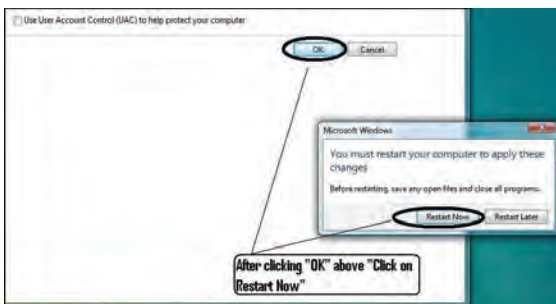 Use User Account Control (UAC) to help protect your computer
OK Cancel
Microsoft Windows
You must restart your computer to apply these
changes
Before restarting, save any open files and close all programs.
Restart Now Restart Later
After clicking "OK" above "Click on
Restart Now"